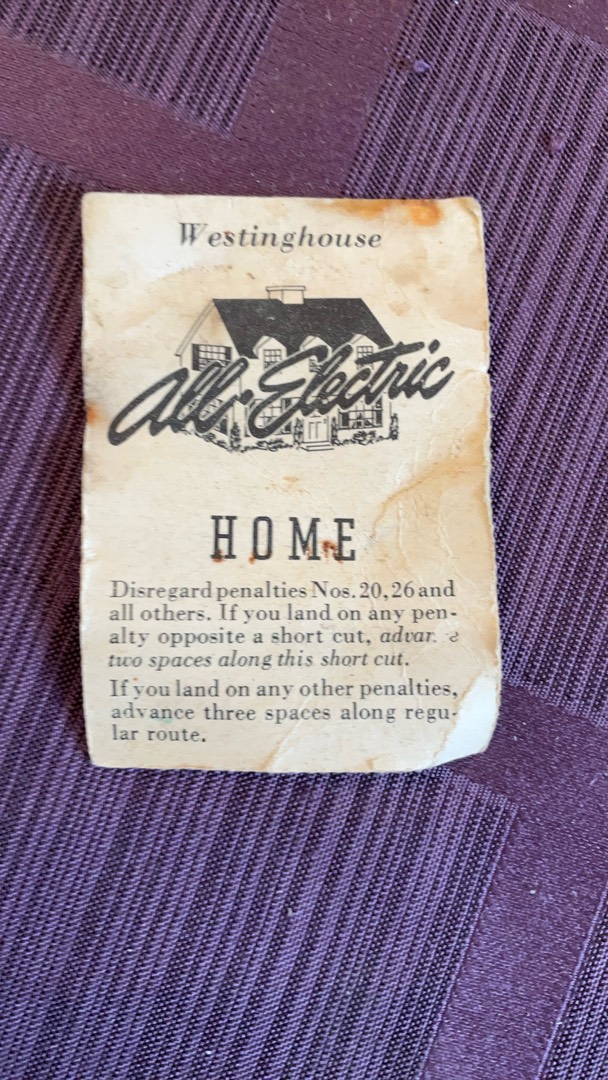 Westinghouse
All-Electric
HOME
Disregard penalties Nos. 20, 26 and
all others. If you land on any pen-
alty opposite a short cut,
two spaces along this short cut.
If you land on any other penalties,
advance three spaces along regu-
lar route.